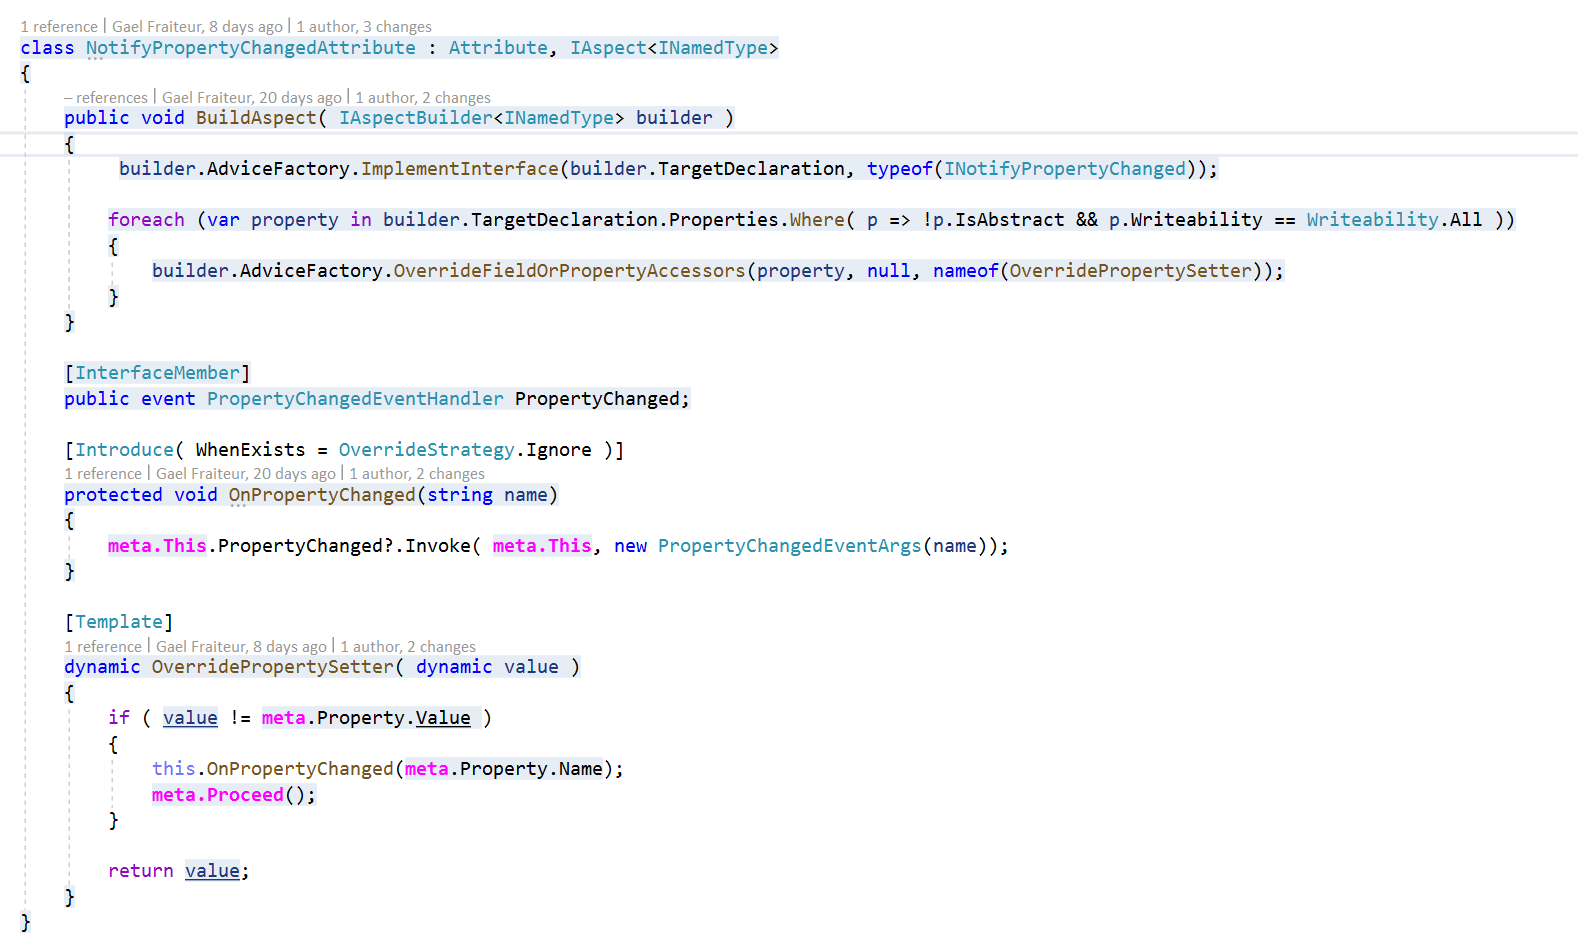 1 reference | Gael Fraiteur, 8 days ago | 1 author, 3 changes
class NotifyPropertyChangedAttribute : Attribute, IAspect<INamedType>
{
– references | Gael Fraiteur, 20 days ago | 1 author, 2 changes
public void BuildAspect( IAspectBuilder<INamedType> builder )
{
builder.AdviceFactory.ImplementInterface(builder.TargetDeclaration, typeof(INotifyPropertyChanged));
foreach (var property in builder.TargetDeclaration.Properties.Where( p => !p.IsAbstract && p.Writeability == Writeability.All ))
{
builder.AdviceFactory.OverrideFieldOrPropertyAccessors(property, null, nameof(OverridePropertySetter));
}
}
[InterfaceMember]
public event PropertyChangedEventHandler PropertyChanged;
[Introduce( WhenExists = OverrideStrategy.Ignore )]
1 reference | Gael Fraiteur, 20 days ago | 1 author, 2 changes
protected void OnPropertyChanged(string name)
{
meta.This.PropertyChanged?.Invoke( meta.This, new PropertyChangedEventArgs(name));
}
[Template]
1 reference | Gael Fraiteur, 8 days ago | 1 author, 2 changes
dynamic OverridePropertySetter( dynamic value )
{
if ( value != meta.Property.Value )
{
this.OnPropertyChanged(meta.Property.Name);
meta.Proceed();
}
return value;
}
}